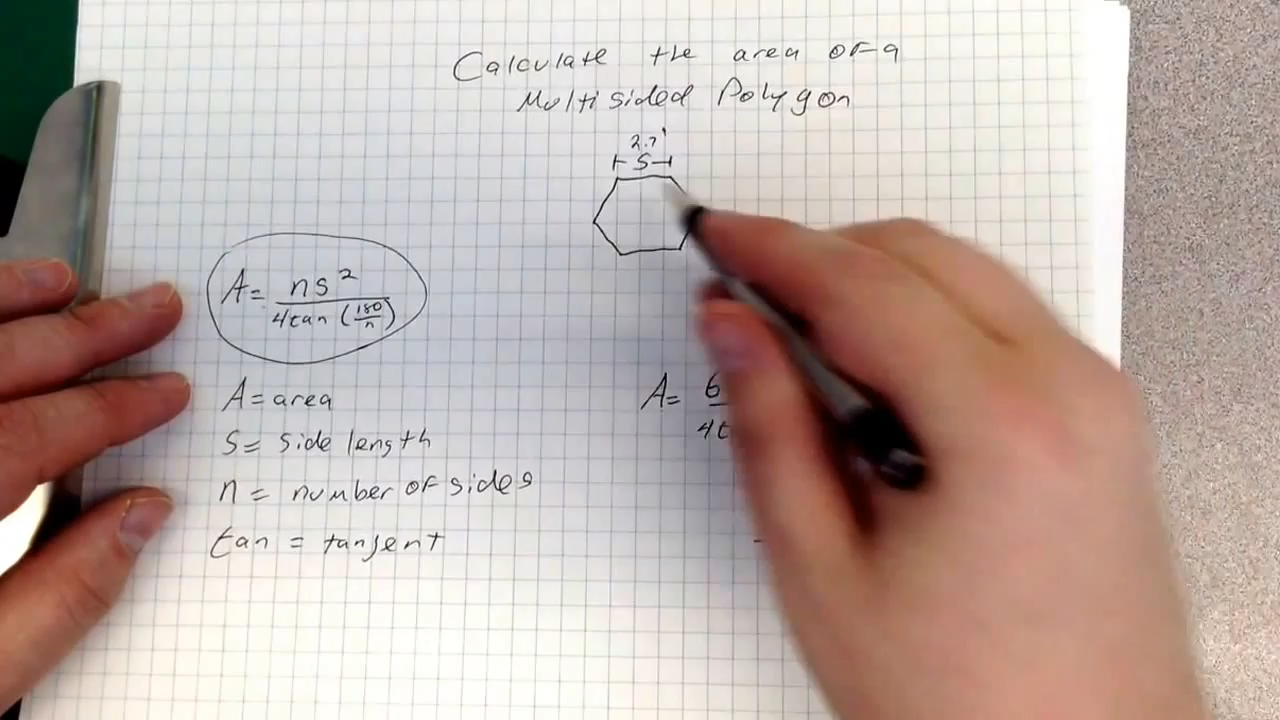 Calculate the area of a
Multisided Polygon
2.7'
S
A = ns²
4tan (180/n)
A = area
S = side length
n = number of sides
tan = tangent
A = 6
4t